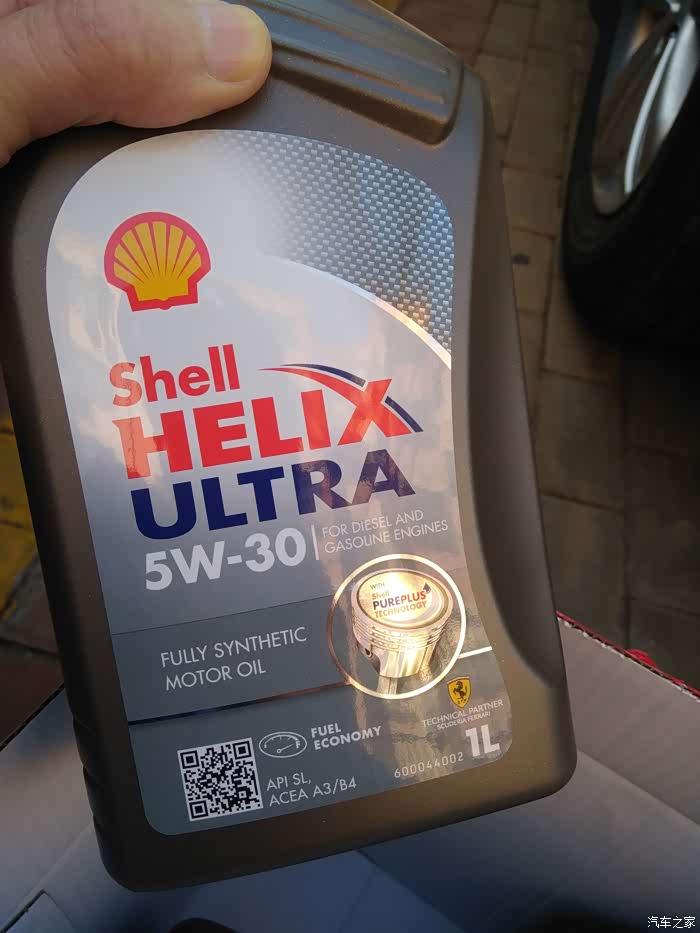 Shell
HELIX
ULTRA
5W-30
FOR DIESEL AND
GASOLINE ENGINES
WITH
Shell
PUREPLUS
TECHNOLOGY
FULLY SYNTHETIC
MOTOR OIL
TECHNICAL PARTNER
SCUDERIA FERRARI
FUEL
ECONOMY
API SL,
ACEA A3/B4
600044002
1L
汽车之家